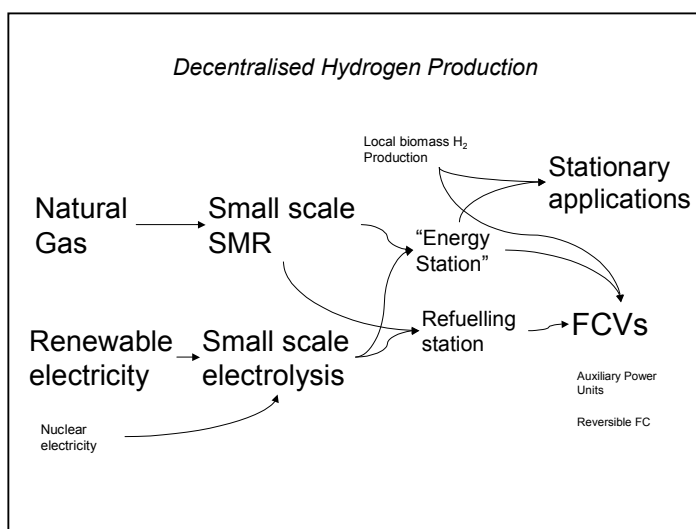 Decentralised Hydrogen Production
Local biomass H₂
Production
Stationary
applications
Natural
Gas
Small scale
SMR
“Energy
Station”
Renewable
electricity
Small scale
electrolysis
Refuelling
station
FCVs
Auxiliary Power
Units
Reversible FC
Nuclear
electricity